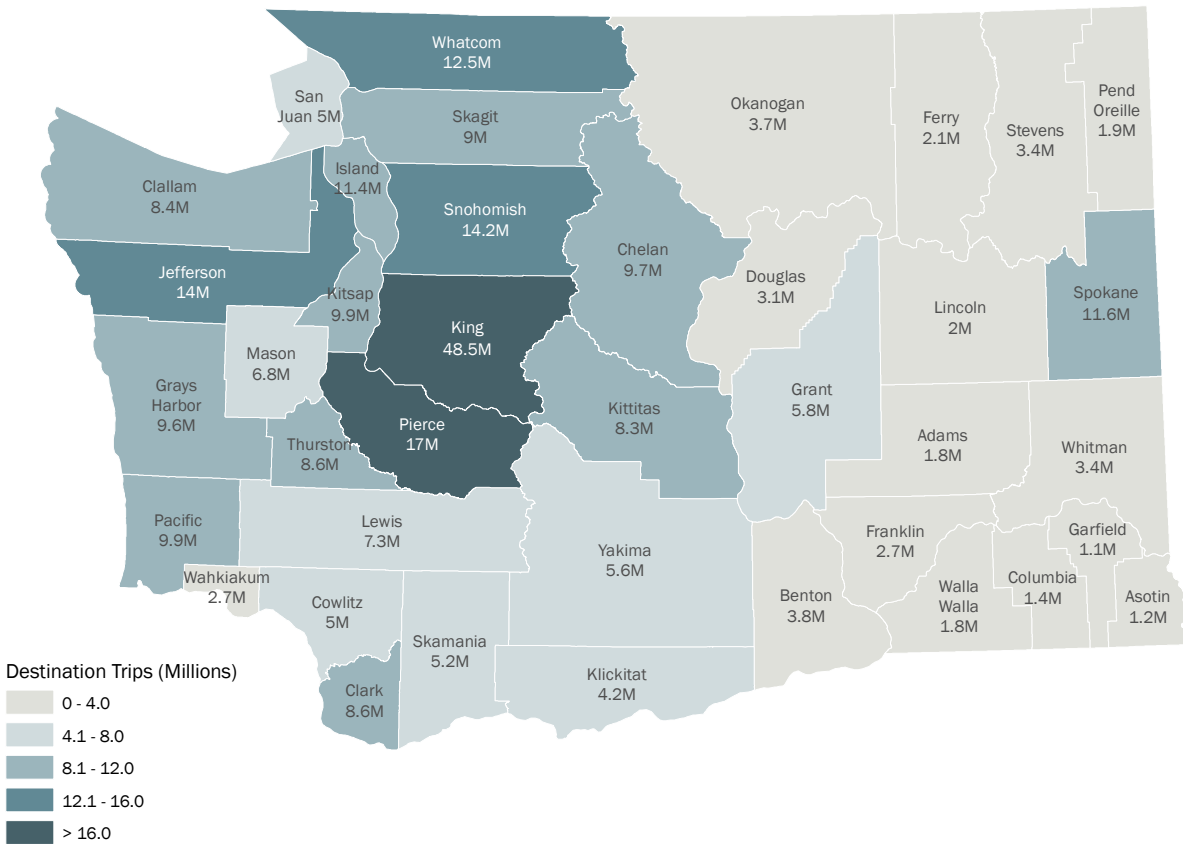 Whatcom
12.5M
San
Juan 5M
Skagit
9M
Okanogan
3.7M
Ferry
2.1M
Stevens
3.4M
Pend
Oreille
1.9M
Clallam
8.4M
Island
11.4M
Snohomish
14.2M
Chelan
9.7M
Douglas
3.1M
Jefferson
14M
Kitsap
9.9M
King
48.5M
Lincoln
2M
Spokane
11.6M
Mason
6.8M
Grays
Harbor
9.6M
Thurston
8.6M
Pierce
17M
Kittitas
8.3M
Grant
5.8M
Adams
1.8M
Whitman
3.4M
Pacific
9.9M
Lewis
7.3M
Yakima
5.6M
Franklin
2.7M
Garfield
1.1M
Wahkiakum
2.7M
Cowlitz
5M
Skamania
5.2M
Benton
3.8M
Walla
Walla
1.8M
Columbia
1.4M
Asotin
1.2M
Clark
8.6M
Klickitat
4.2M
Destination Trips (Millions)
0 - 4.0
4.1 - 8.0
8.1 - 12.0
12.1 - 16.0
> 16.0